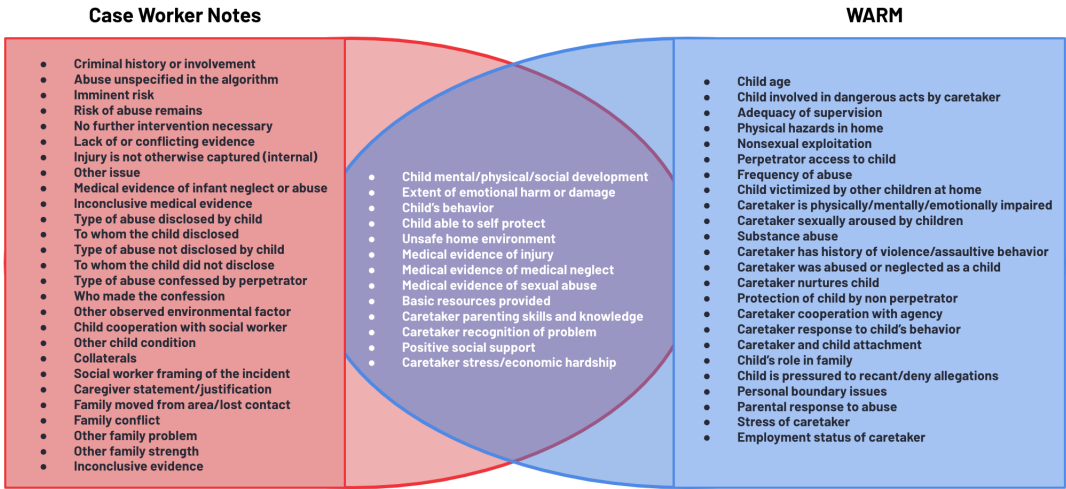 Case Worker Notes
Criminal history or involvement
Abuse unspecified in the algorithm
Imminent risk
Risk of abuse remains
No further intervention necessary
Lack of or conflicting evidence
Injury is not otherwise captured (internal)
Other issue
Medical evidence of infant neglect or abuse
Inconclusive medical evidence
Type of abuse disclosed by child
To whom the child disclosed
Type of abuse not disclosed by child
To whom the child did not disclose
Type of abuse confessed by perpetrator
Who made the confession
Other observed environmental factor
Child cooperation with social worker
Other child condition
Collaterals
Social worker framing of the incident
Caregiver statement/justification
Family moved from area/lost contact
Family conflict
Other family problem
Other family strength
Inconclusive evidence
Child mental/physical/social development
Extent of emotional harm or damage
Child's behavior
Child able to self protect
Unsafe home environment
Medical evidence of injury
Medical evidence of medical neglect
Medical evidence of sexual abuse
Basic resources provided
Caretaker parenting skills and knowledge
Caretaker recognition of problem
Positive social support
Caretaker stress/economic hardship
WARM
Child age
Child involved in dangerous acts by caretaker
Adequacy of supervision
Physical hazards in home
Nonsexual exploitation
Perpetrator access to child
Frequency of abuse
Child victimized by other children at home
Caretaker is physically/mentally/emotionally impaired
Caretaker sexually aroused by children
Substance abuse
Caretaker has history of violence/assaultive behavior
Caretaker was abused or neglected as a child
Caretaker nurtures child
Protection of child by non perpetrator
Caretaker cooperation with agency
Caretaker response to child's behavior
Caretaker and child attachment
Child's role in family
Child is pressured to recant/deny allegations
Personal boundary issues
Parental response to abuse
Stress of caretaker
Employment status of caretaker